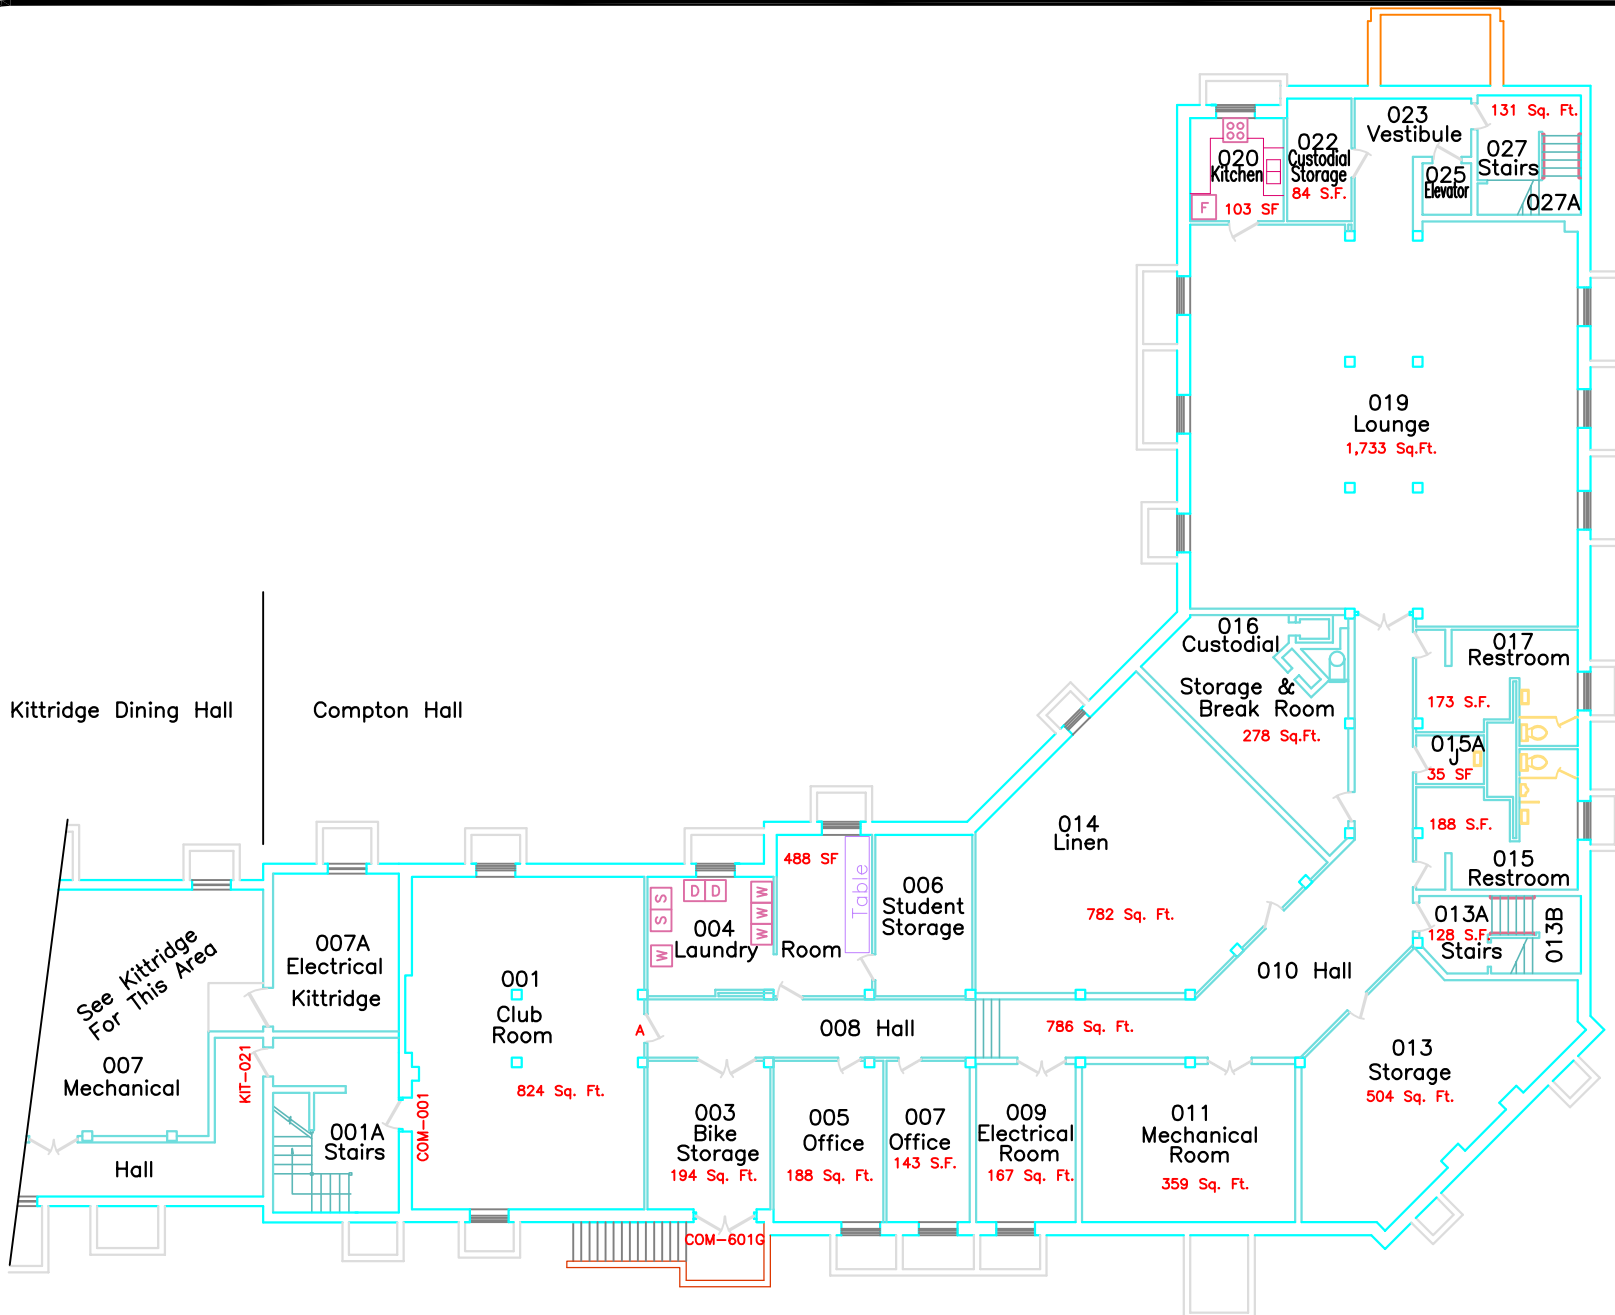 023
Vestibule
131 Sq. Ft.
027
Stairs
027A
025
Elevator
022
Custodial
Storage
84 S.F.
020
Kitchen
F
103 SF
019
Lounge
1,733 Sq.Ft.
016
Custodial
Storage &
Break Room
278 Sq.Ft.
017
Restroom
173 S.F.
015A
J
35 SF
188 S.F.
015
Restroom
013A
128 S.F.
Stairs
013B
Kittridge Dining Hall
Compton Hall
014
Linen
782 Sq. Ft.
010 Hall
488 SF
Table
006
Student
Storage
S
S
W
D
D
W
W
W
004
Laundry
Room
007A
Electrical
Kittridge
See Kittridge
For This Area
007
Mechanical
KIT-021
Hall
001A
Stairs
COM-001
001
Club
Room
824 Sq. Ft.
A
008 Hall
786 Sq. Ft.
003
Bike
Storage
194 Sq. Ft.
COM-601G
005
Office
188 Sq. Ft.
007
Office
143 S.F.
009
Electrical
Room
167 Sq. Ft.
011
Mechanical
Room
359 Sq. Ft.
013
Storage
504 Sq. Ft.